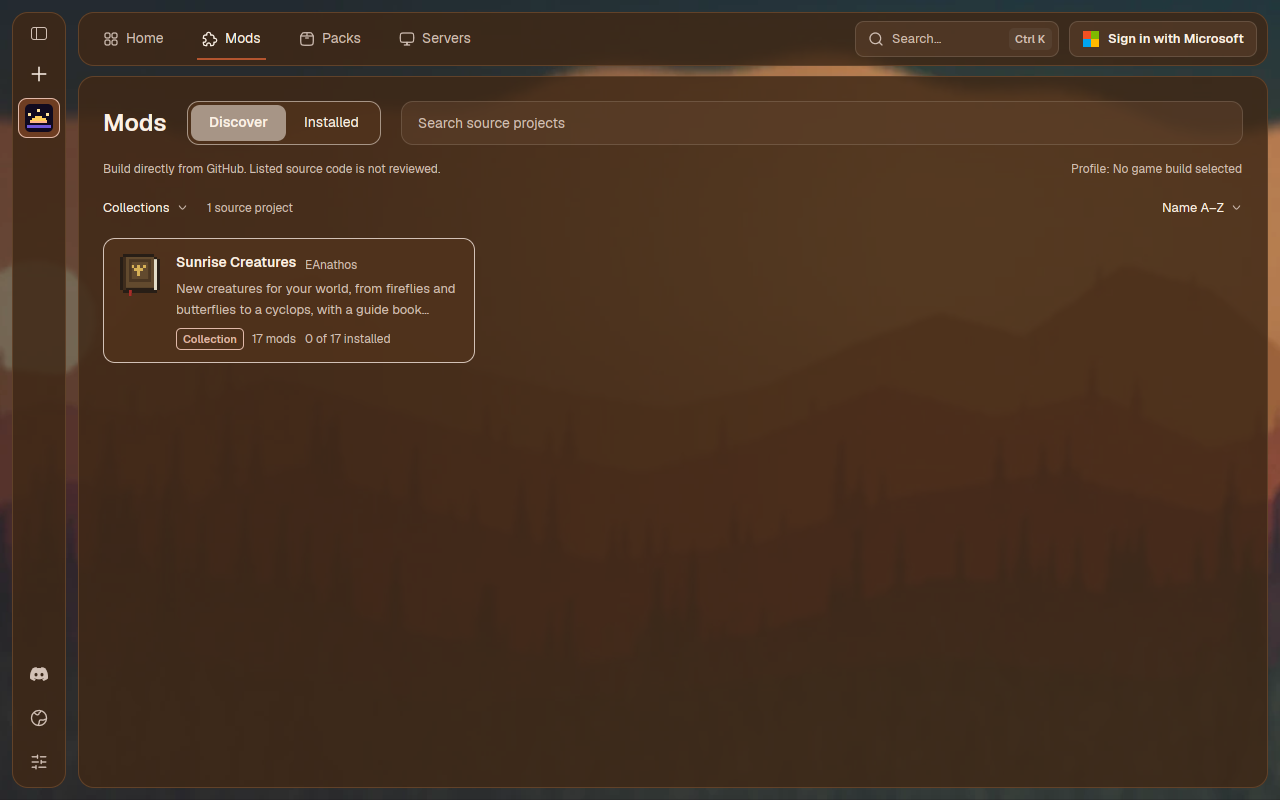 Home
Mods
Packs
Servers
Search...
Ctrl K
Sign in with Microsoft
Mods
Discover
Installed
Search source projects
Build directly from GitHub. Listed source code is not reviewed.
Profile: No game build selected
Collections
1 source project
Name A–Z
Sunrise Creatures EAnathos
New creatures for your world, from fireflies and
butterflies to a cyclops, with a guide book...
Collection 17 mods 0 of 17 installed